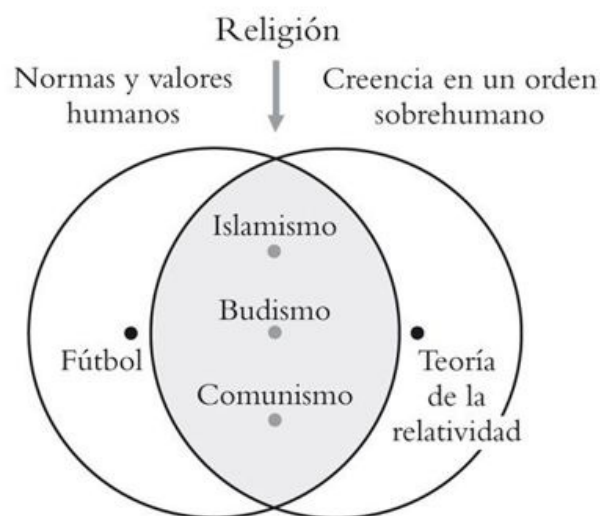 Religión
Normas y valores
humanos
Creencia en un orden
sobrehumano
Islamismo
Budismo
Fútbol
Comunismo
Teoría
de la
relatividad